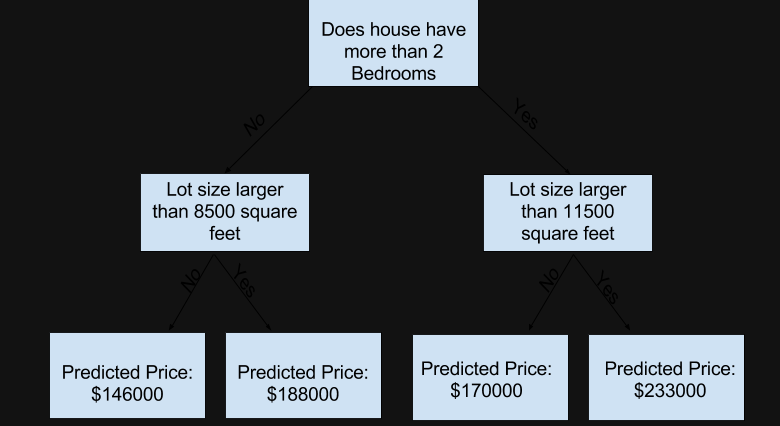 Does house have
more than 2
Bedrooms
No
Yes
Lot size larger
than 8500 square
feet
Lot size larger
than 11500
square feet
No
Yes
No
Yes
Predicted Price:
$146000
Predicted Price:
$188000
Predicted Price:
$170000
Predicted Price:
$233000